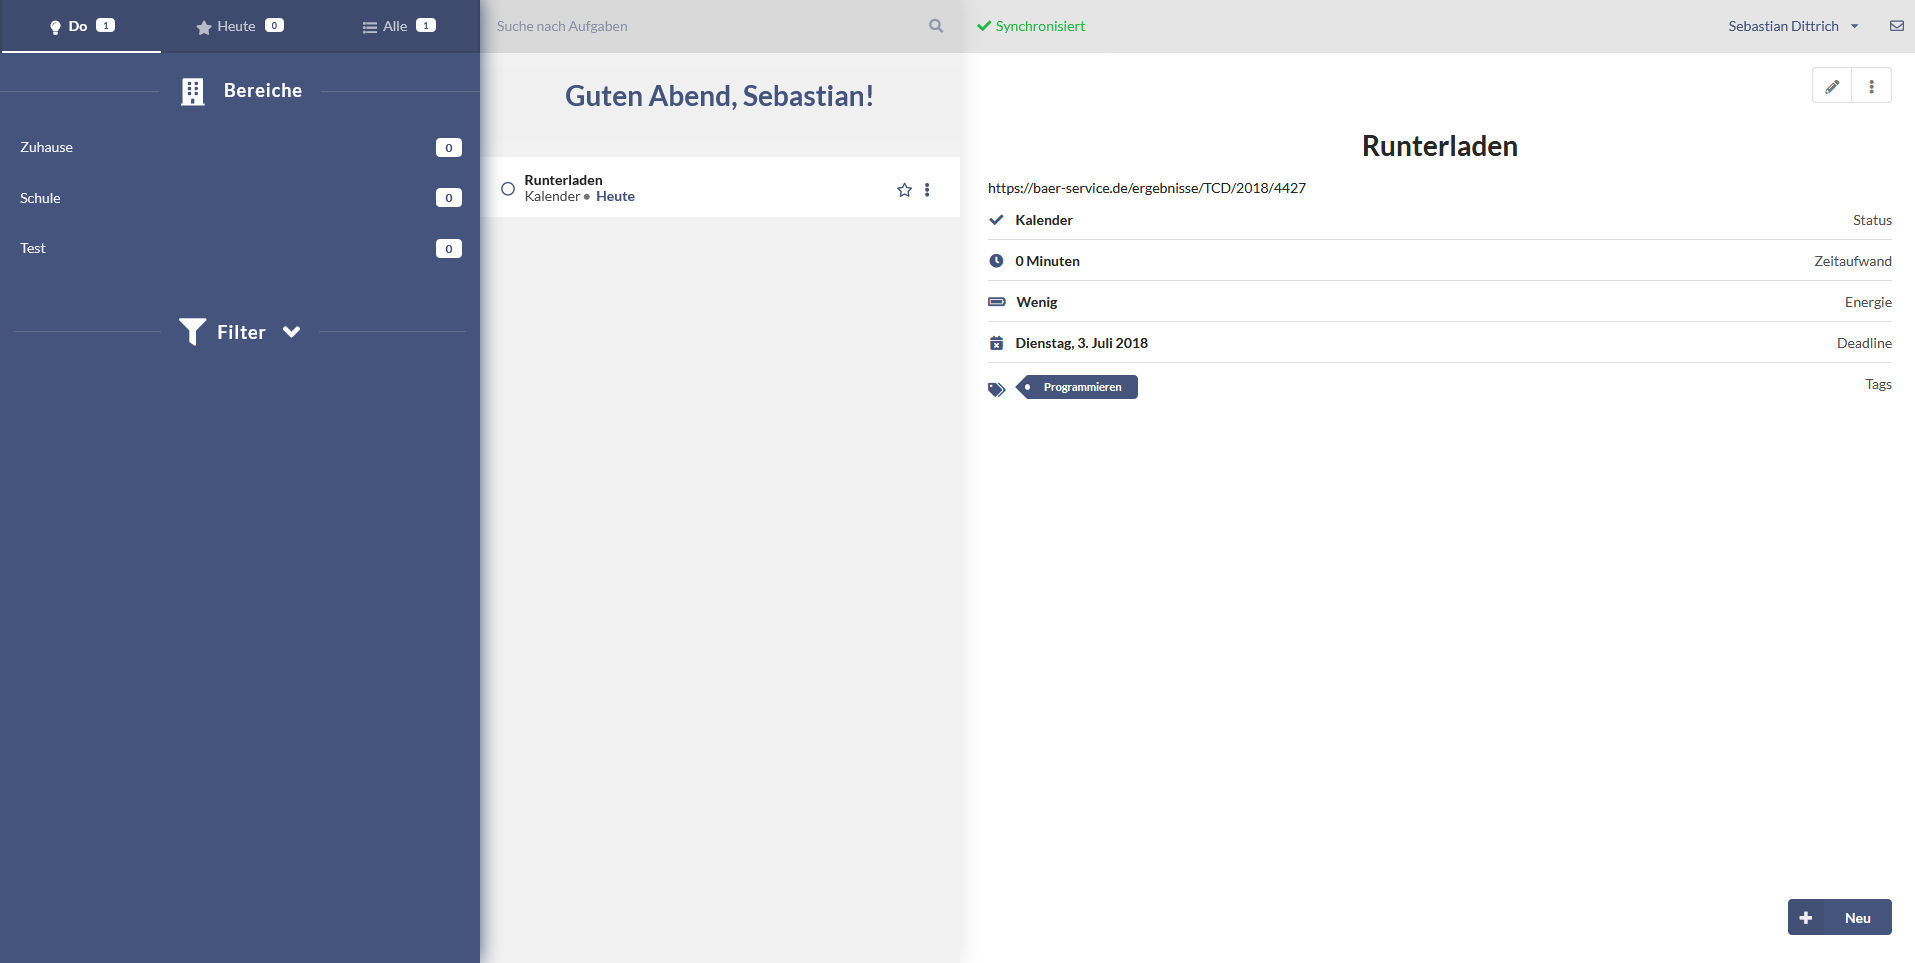 Do 1 Heute 0 Alle 1
Bereiche
Zuhause 0
Schule 0
Test 0
Filter
Suche nach Aufgaben
Guten Abend, Sebastian!
Runterladen
Kalender • Heute
Synchronisiert
Sebastian Dittrich
Runterladen
https://baer-service.de/ergebnisse/TCD/2018/4427
Kalender Status
0 Minuten Zeitaufwand
Wenig Energie
Dienstag, 3. Juli 2018 Deadline
Programmieren Tags
Neu